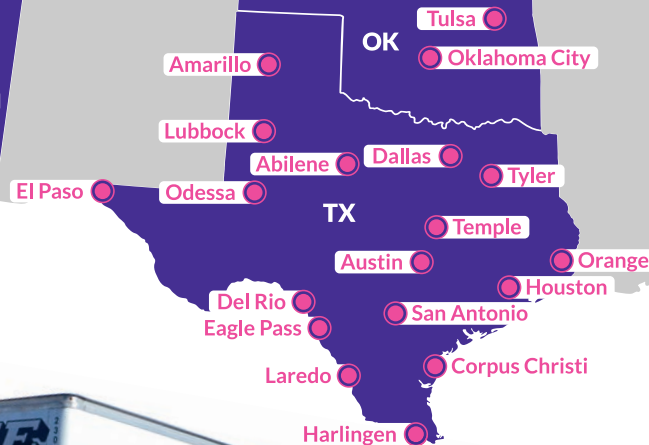 Tulsa
OK
Oklahoma City
Amarillo
Lubbock
Abilene
Dallas
Tyler
El Paso
Odessa
TX
Temple
Austin
Orange
Houston
Del Rio
San Antonio
Eagle Pass
Laredo
Corpus Christi
Harlingen